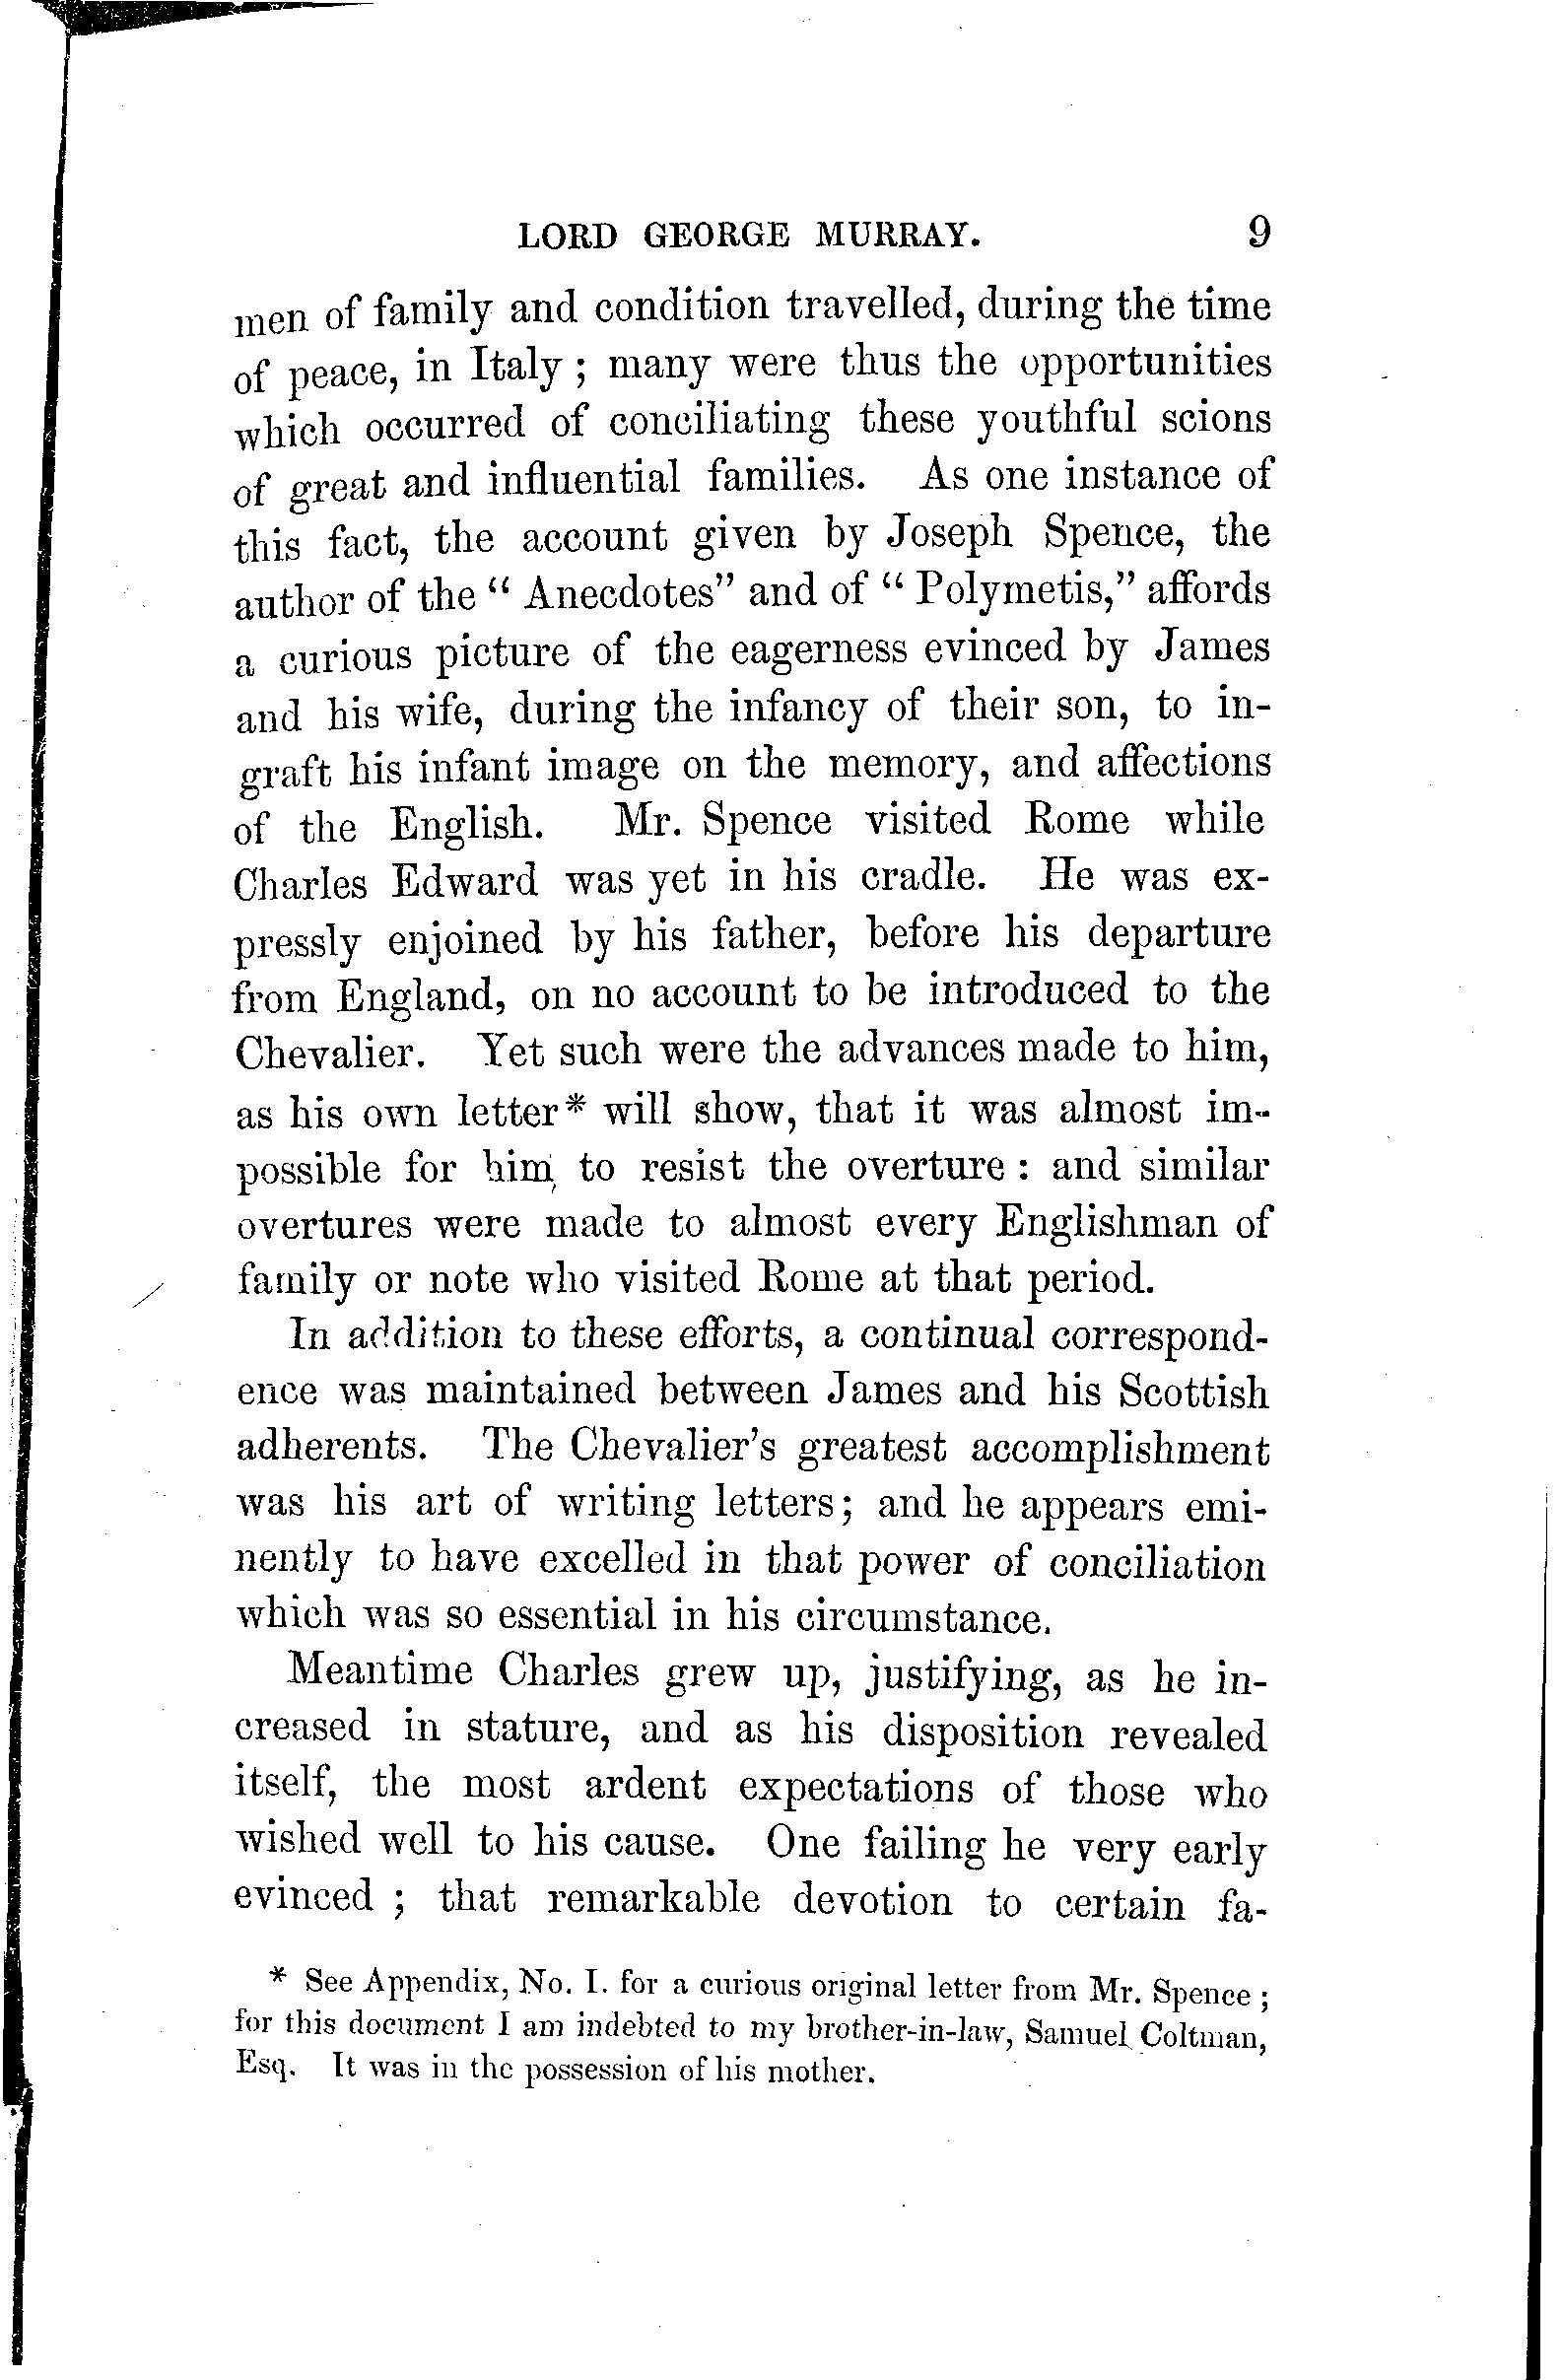 LORD GEORGE MURRAY. 9
men of family and condition travelled, during the time
of peace, in Italy ; many were thus the opportunities
which occurred of conciliating these youthful scions
of great and influential families. As one instance of
this fact, the account given by Joseph Spence, the
author of the “ Anecdotes” and of “ Polymetis,” affords
a curious picture of the eagerness evinced by James
and his wife, during the infancy of their son, to in-
graft his infant image on the memory, and affections
of the English. Mr. Spence visited Rome while
Charles Edward was yet in his cradle. He was ex-
pressly enjoined by his father, before his departure
from England, on no account to be introduced to the
Chevalier. Yet such were the advances made to him,
as his own letter* will show, that it was almost im-
possible for him to resist the overture : and similar
overtures were made to almost every Englishman of
family or note who visited Rome at that period.
In addition to these efforts, a continual correspond-
ence was maintained between James and his Scottish
adherents. The Chevalier’s greatest accomplishment
was his art of writing letters; and he appears emi-
nently to have excelled in that power of conciliation
which was so essential in his circumstance.
Meantime Charles grew up, justifying, as he in-
creased in stature, and as his disposition revealed
itself, the most ardent expectations of those who
wished well to his cause. One failing he very early
evinced ; that remarkable devotion to certain fa-
* See Appendix, No. I. for a curious original letter from Mr. Spence ;
for this document I am indebted to my brother-in-law, Samuel Coltman,
Esq. It was in the possession of his mother.